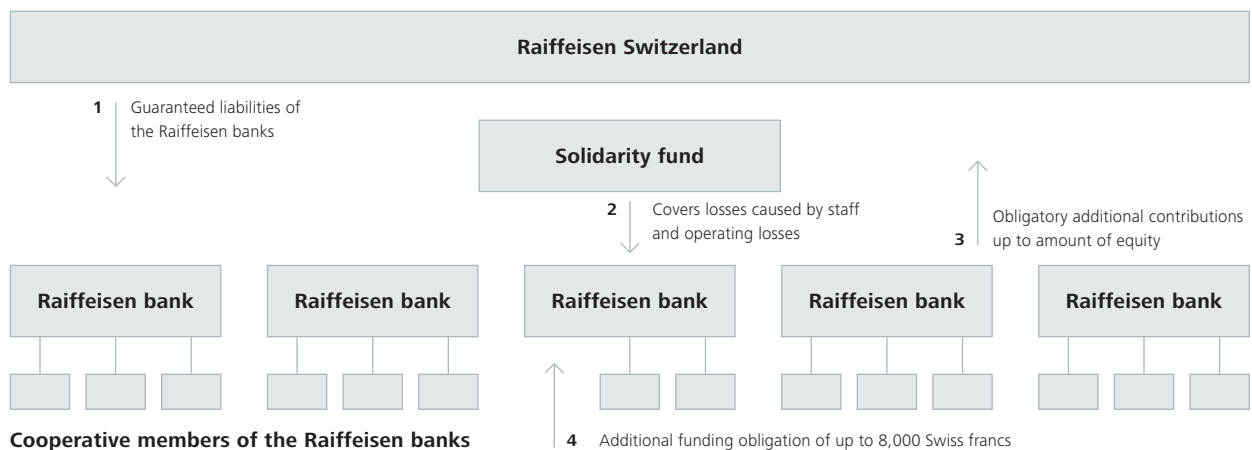 Raiffeisen Switzerland
1 Guaranteed liabilities of
the Raiffeisen banks
Solidarity fund
2 Covers losses caused by staff
and operating losses
Obligatory additional contributions
3 up to amount of equity
Raiffeisen bank Raiffeisen bank Raiffeisen bank Raiffeisen bank Raiffeisen bank
Cooperative members of the Raiffeisen banks
4 Additional funding obligation of up to 8,000 Swiss francs